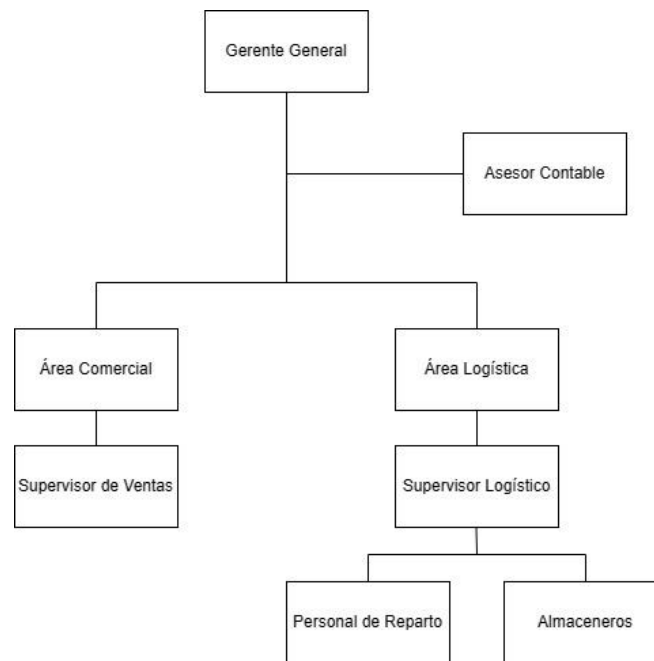 Gerente General
Asesor Contable
Área Comercial
Área Logística
Supervisor de Ventas
Supervisor Logístico
Personal de Reparto
Almaceneros